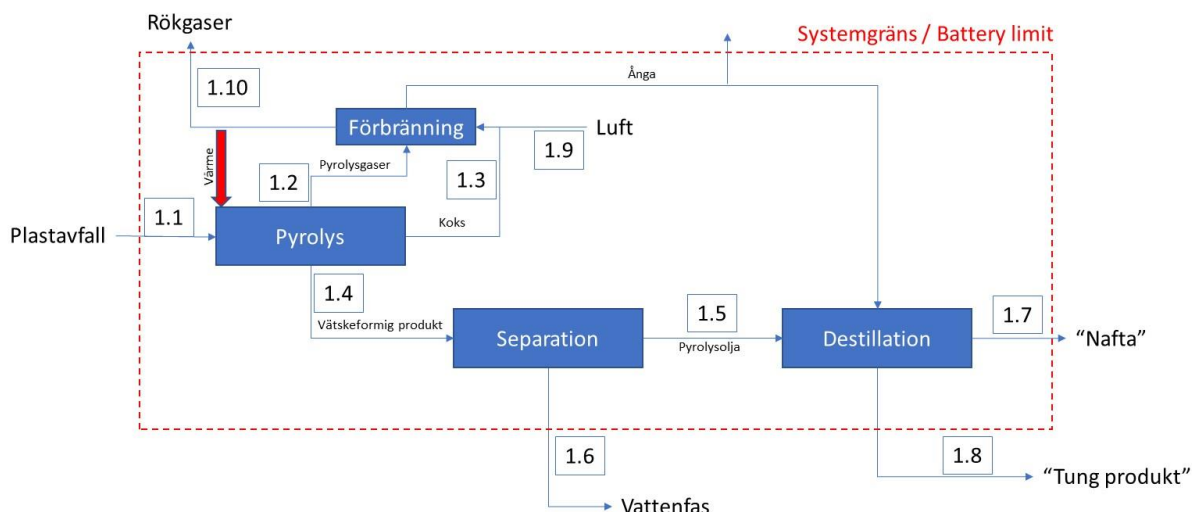 Rökgaser
Systemgräns / Battery limit
Ånga
1.10
Förbränning
Luft
1.9
Värme
1.2
Pyrolysgaser
1.3
1.1
Plastavfall
Pyrolys
Koks
1.4
Vätskeformig produkt
Separation
1.5
Pyrolysolja
Destillation
1.7
“Nafta”
1.6
1.8
“Tung produkt”
Vattenfas